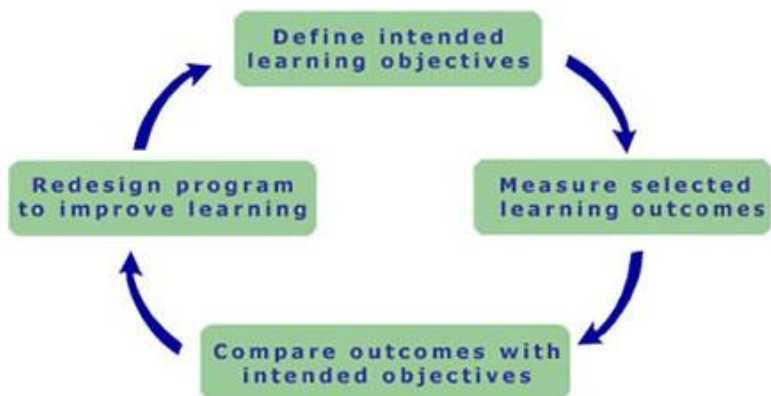 Define intended
learning objectives
Measure selected
learning outcomes
Compare outcomes with
intended objectives
Redesign program
to improve learning